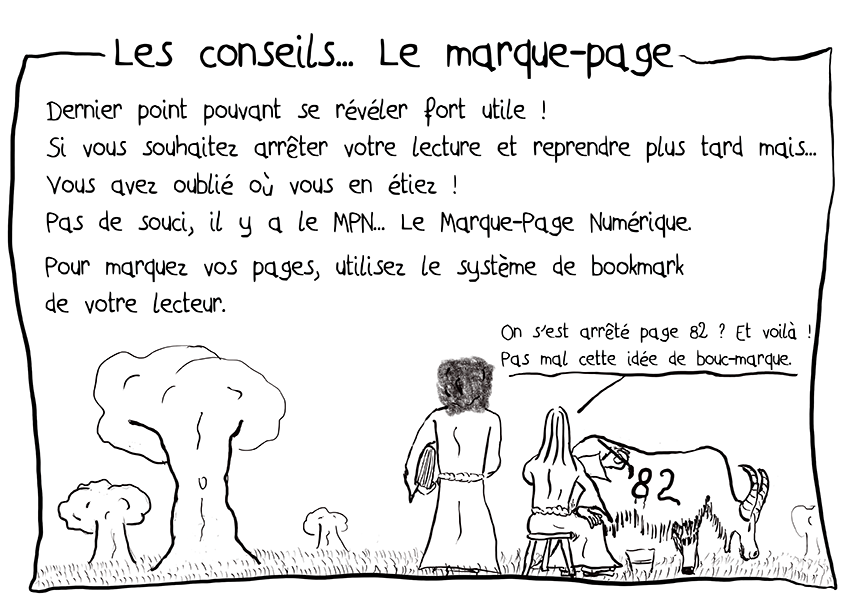 Les conseils... Le marque-page
Dernier point pouvant se révéler fort utile !
Si vous souhaitez arrêter votre lecture et reprendre plus tard mais...
Vous avez oublié où vous en étiez !
Pas de souci, il y a le MPN... Le Marque-Page Numérique.
Pour marquez vos pages, utilisez le système de bookmark
de votre lecteur.
On s'est arrêté page 82 ? Et voilà !
Pas mal cette idée de bouc-marque.
82